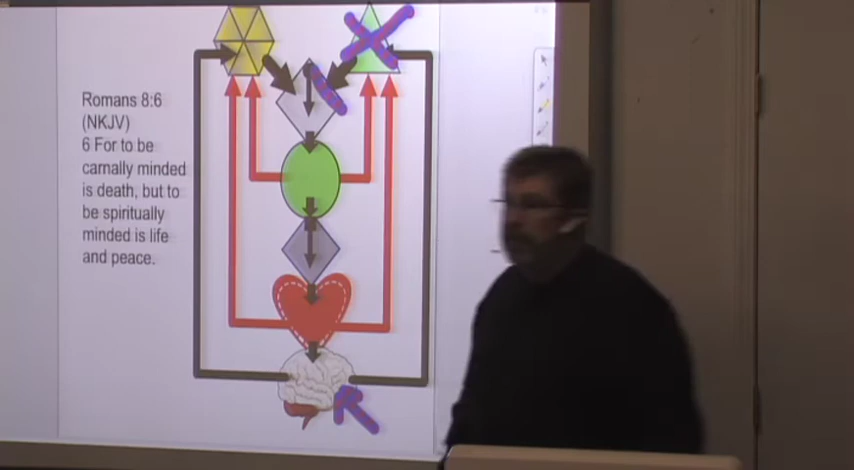 Romans 8:6
(NKJV)
6 For to be
carnally minded
is death, but to
be spiritually
minded is life
and peace.